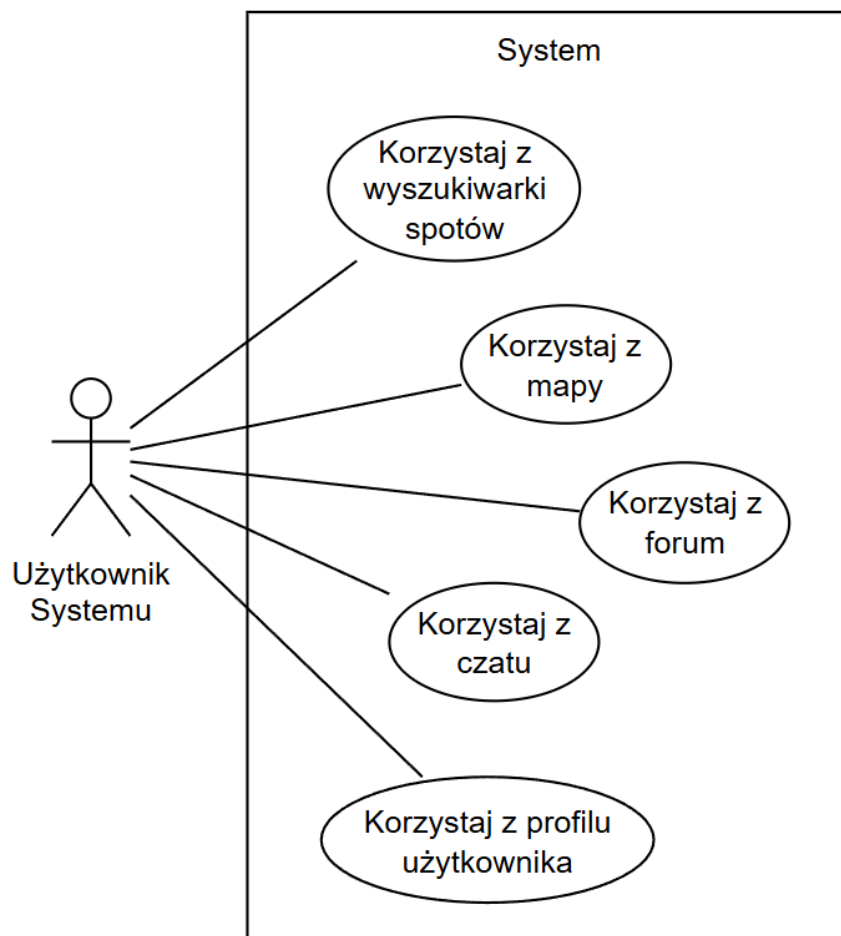 System
Korzystaj z
wyszukiwarki
spotów
Korzystaj z
mapy
Korzystaj z
forum
Użytkownik
Systemu
Korzystaj z
czatu
Korzystaj z profilu
użytkownika